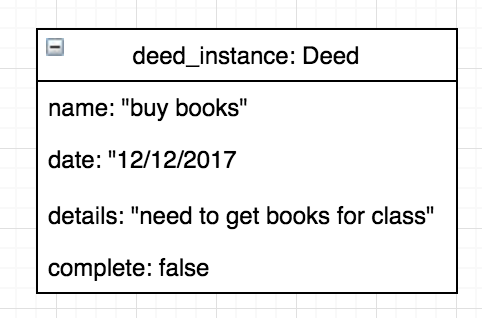 deed_instance: Deed
name: "buy books"
date: "12/12/2017
details: "need to get books for class"
complete: false